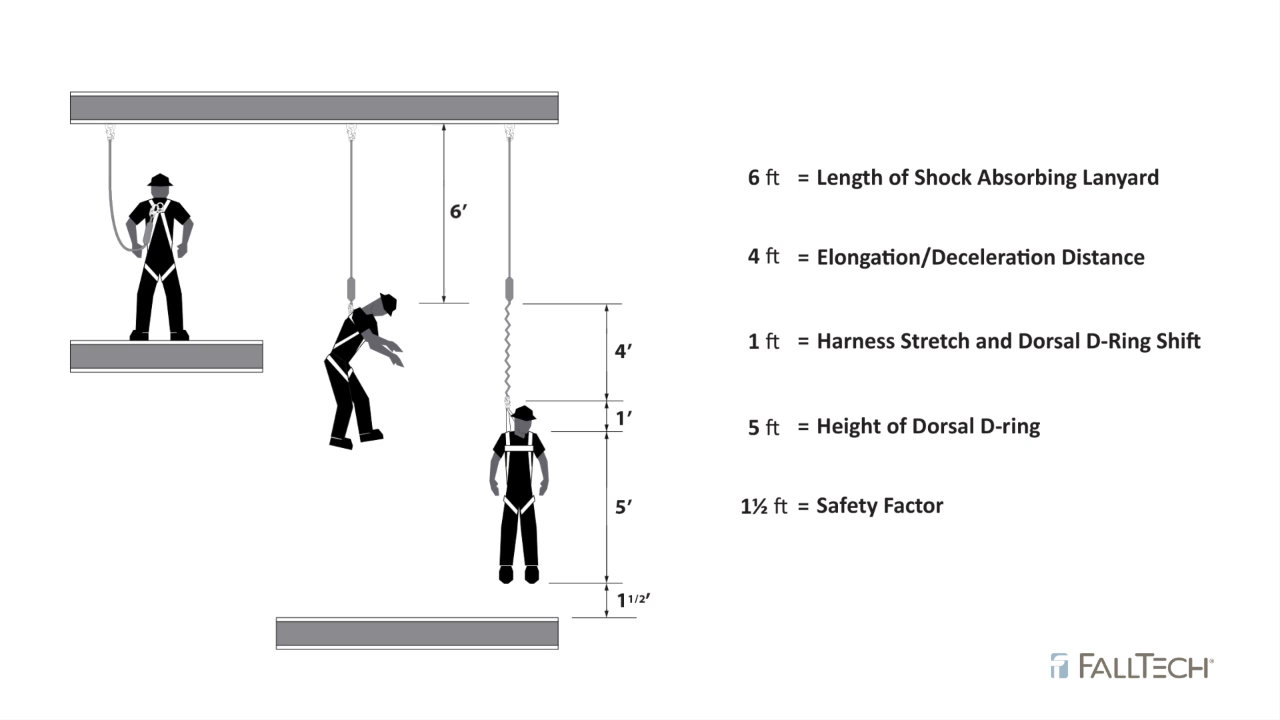 6’
4’
1’
5’
1 1/2’
6 ft = Length of Shock Absorbing Lanyard
4 ft = Elongation/Deceleration Distance
1 ft = Harness Stretch and Dorsal D-Ring Shift
5 ft = Height of Dorsal D-ring
1½ ft = Safety Factor
FALLTECH®